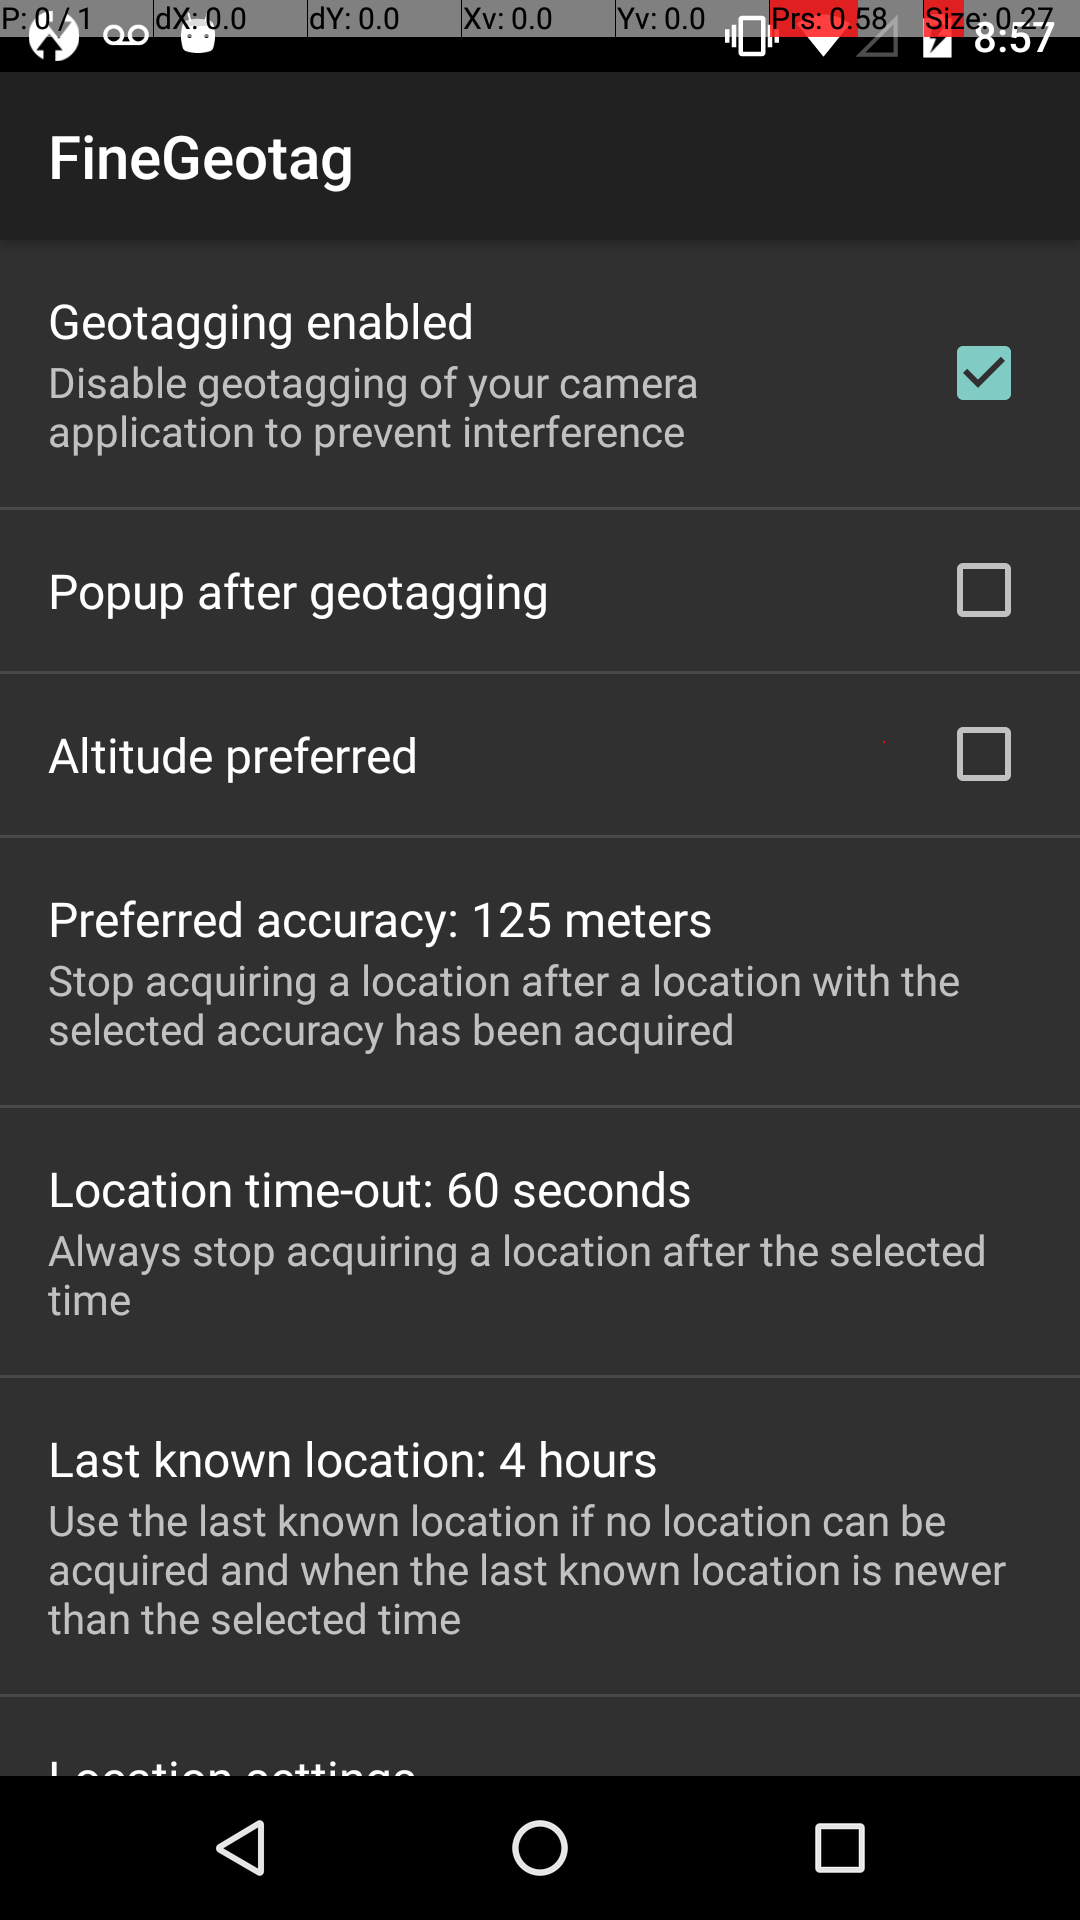 P: 0 / 1 dX: 0.0 dY: 0.0 Xv: 0.0 Yv: 0.0 Prs: 0.58 Size: 0.27
8:57
FineGeotag
Geotagging enabled
Disable geotagging of your camera
application to prevent interference
Popup after geotagging
Altitude preferred
Preferred accuracy: 125 meters
Stop acquiring a location after a location with the
selected accuracy has been acquired
Location time-out: 60 seconds
Always stop acquiring a location after the selected
time
Last known location: 4 hours
Use the last known location if no location can be
acquired and when the last known location is newer
than the selected time
Location settings